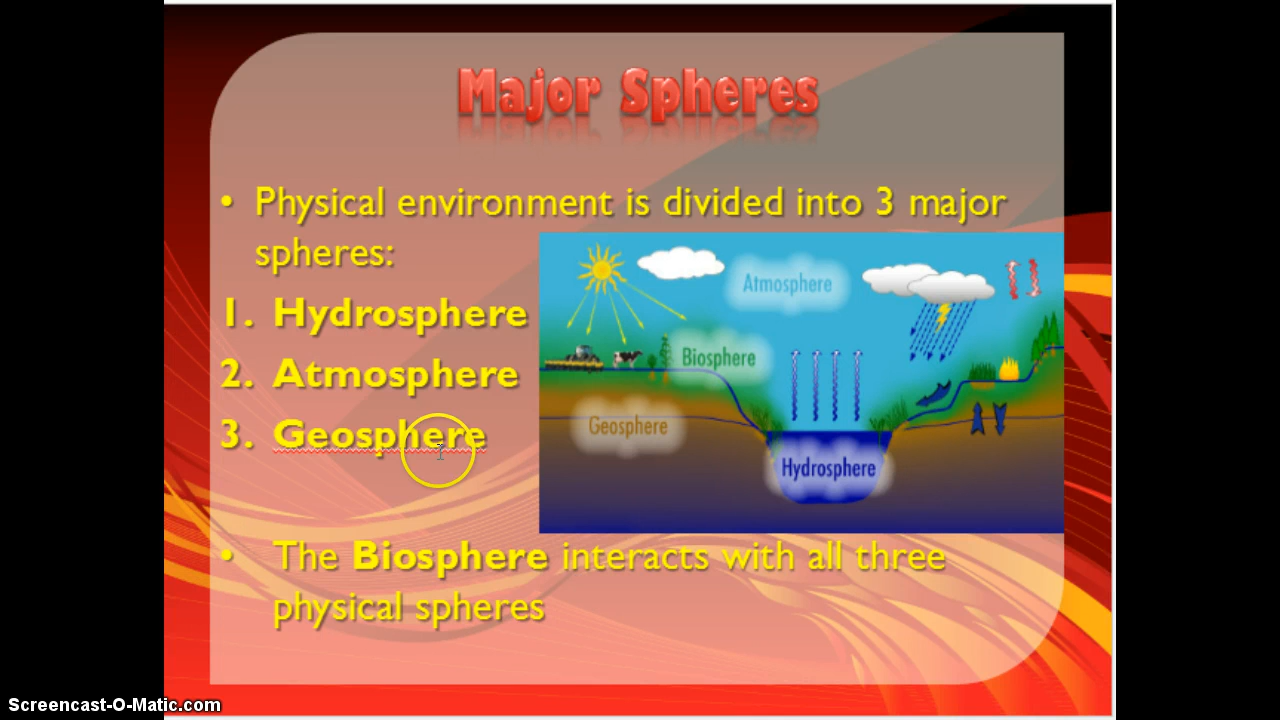 Major Spheres
• Physical environment is divided into 3 major
spheres:
1. Hydrosphere
2. Atmosphere
3. Geosphere
Atmosphere
Biosphere
Geosphere
Hydrosphere
• The Biosphere interacts with all three
physical spheres
Screencast-O-Matic.com